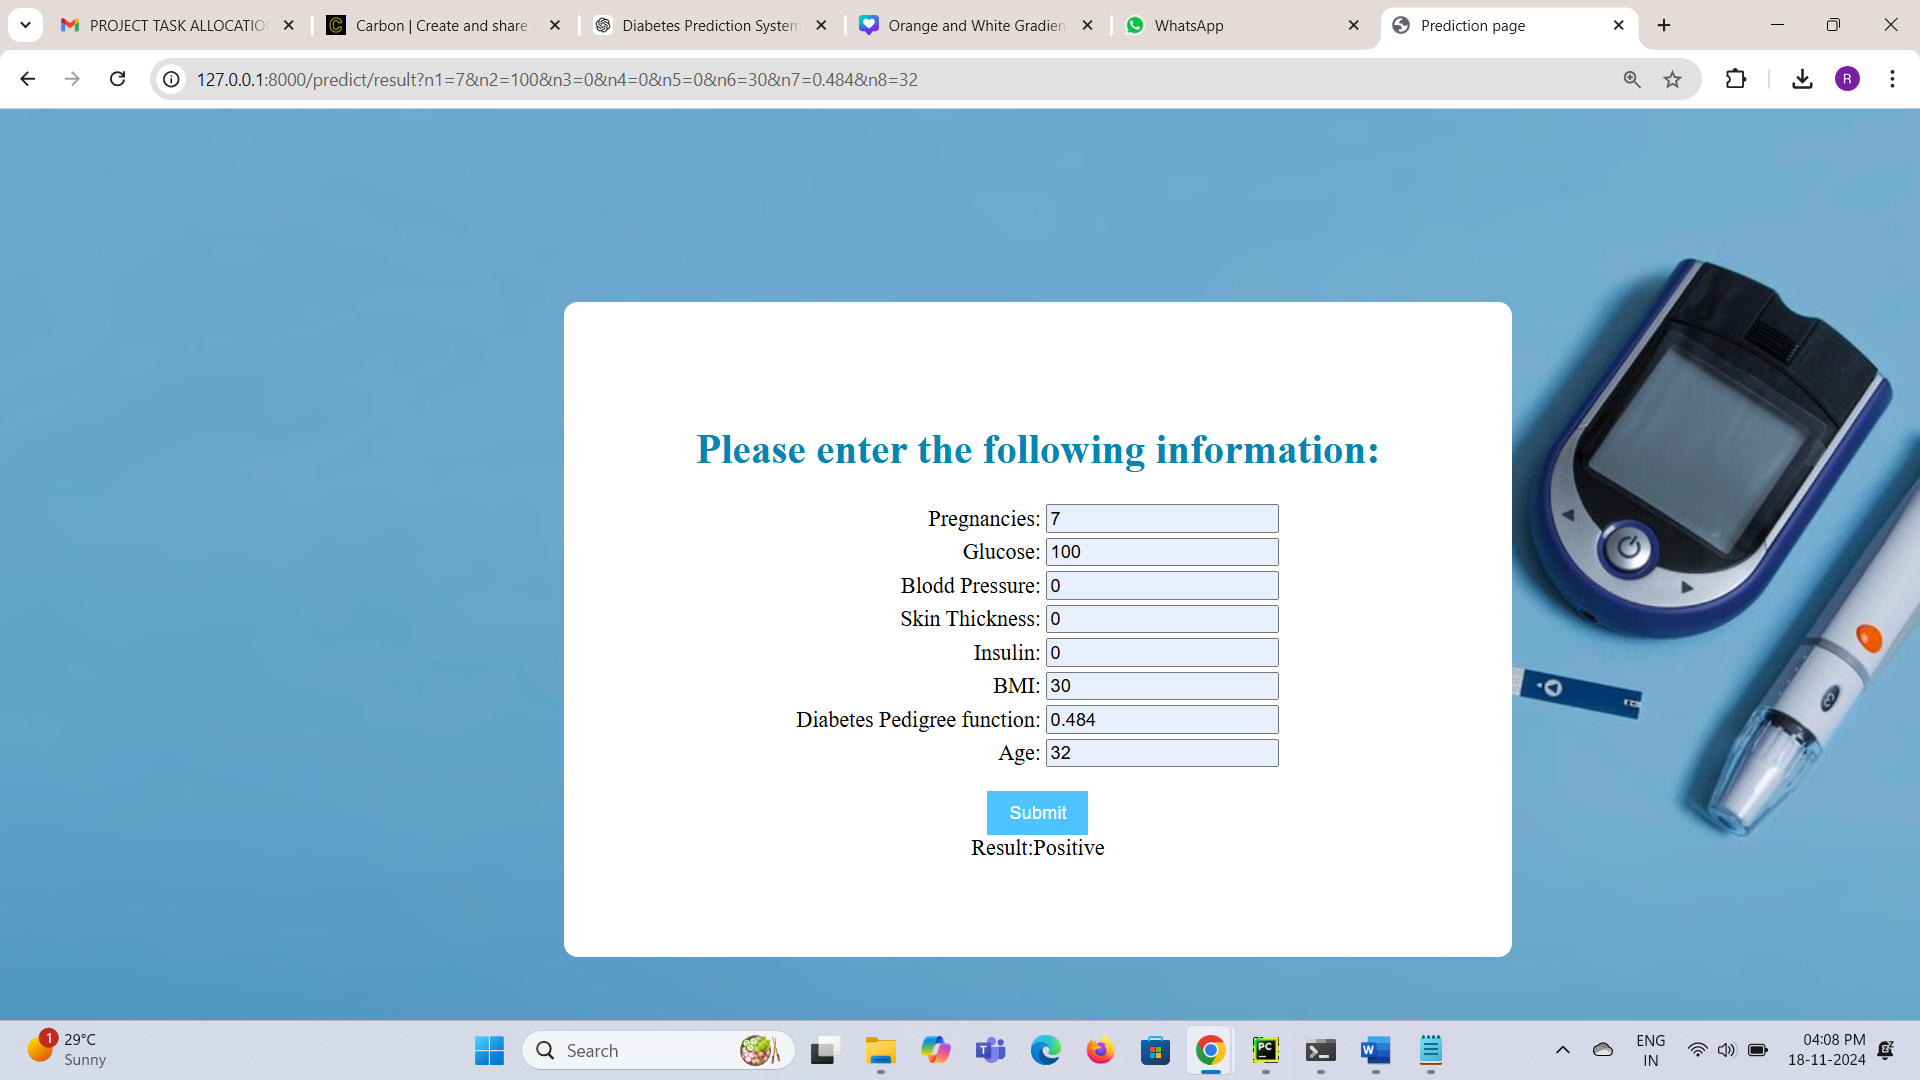 PROJECT TASK ALLOCATIO
Carbon | Create and share
Diabetes Prediction System
Orange and White Gradien
WhatsApp
Prediction page
127.0.0.1:8000/predict/result?n1=7&n2=100&n3=0&n4=0&n5=0&n6=30&n7=0.484&n8=32
R
Please enter the following information:
Pregnancies: 7
Glucose: 100
Blodd Pressure: 0
Skin Thickness: 0
Insulin: 0
BMI: 30
Diabetes Pedigree function: 0.484
Age: 32
Submit
Result:Positive
1
29°C
Sunny
Search
ENG
IN
04:08 PM
18-11-2024